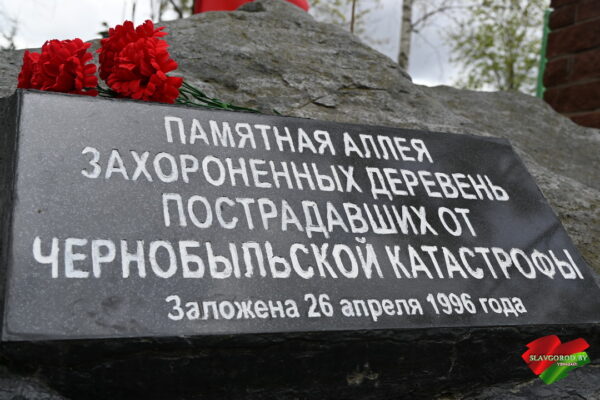 ПАМЯТНАЯ АЛЛЕЯ
ЗАХОРОНЕННЫХ ДЕРЕВЕНЬ
ПОСТРАДАВШИХ ОТ
ЧЕРНОБЫЛЬСКОЙ КАТАСТРОФЫ
Заложена 26 апреля 1996 года
SLAVGOROD.BY